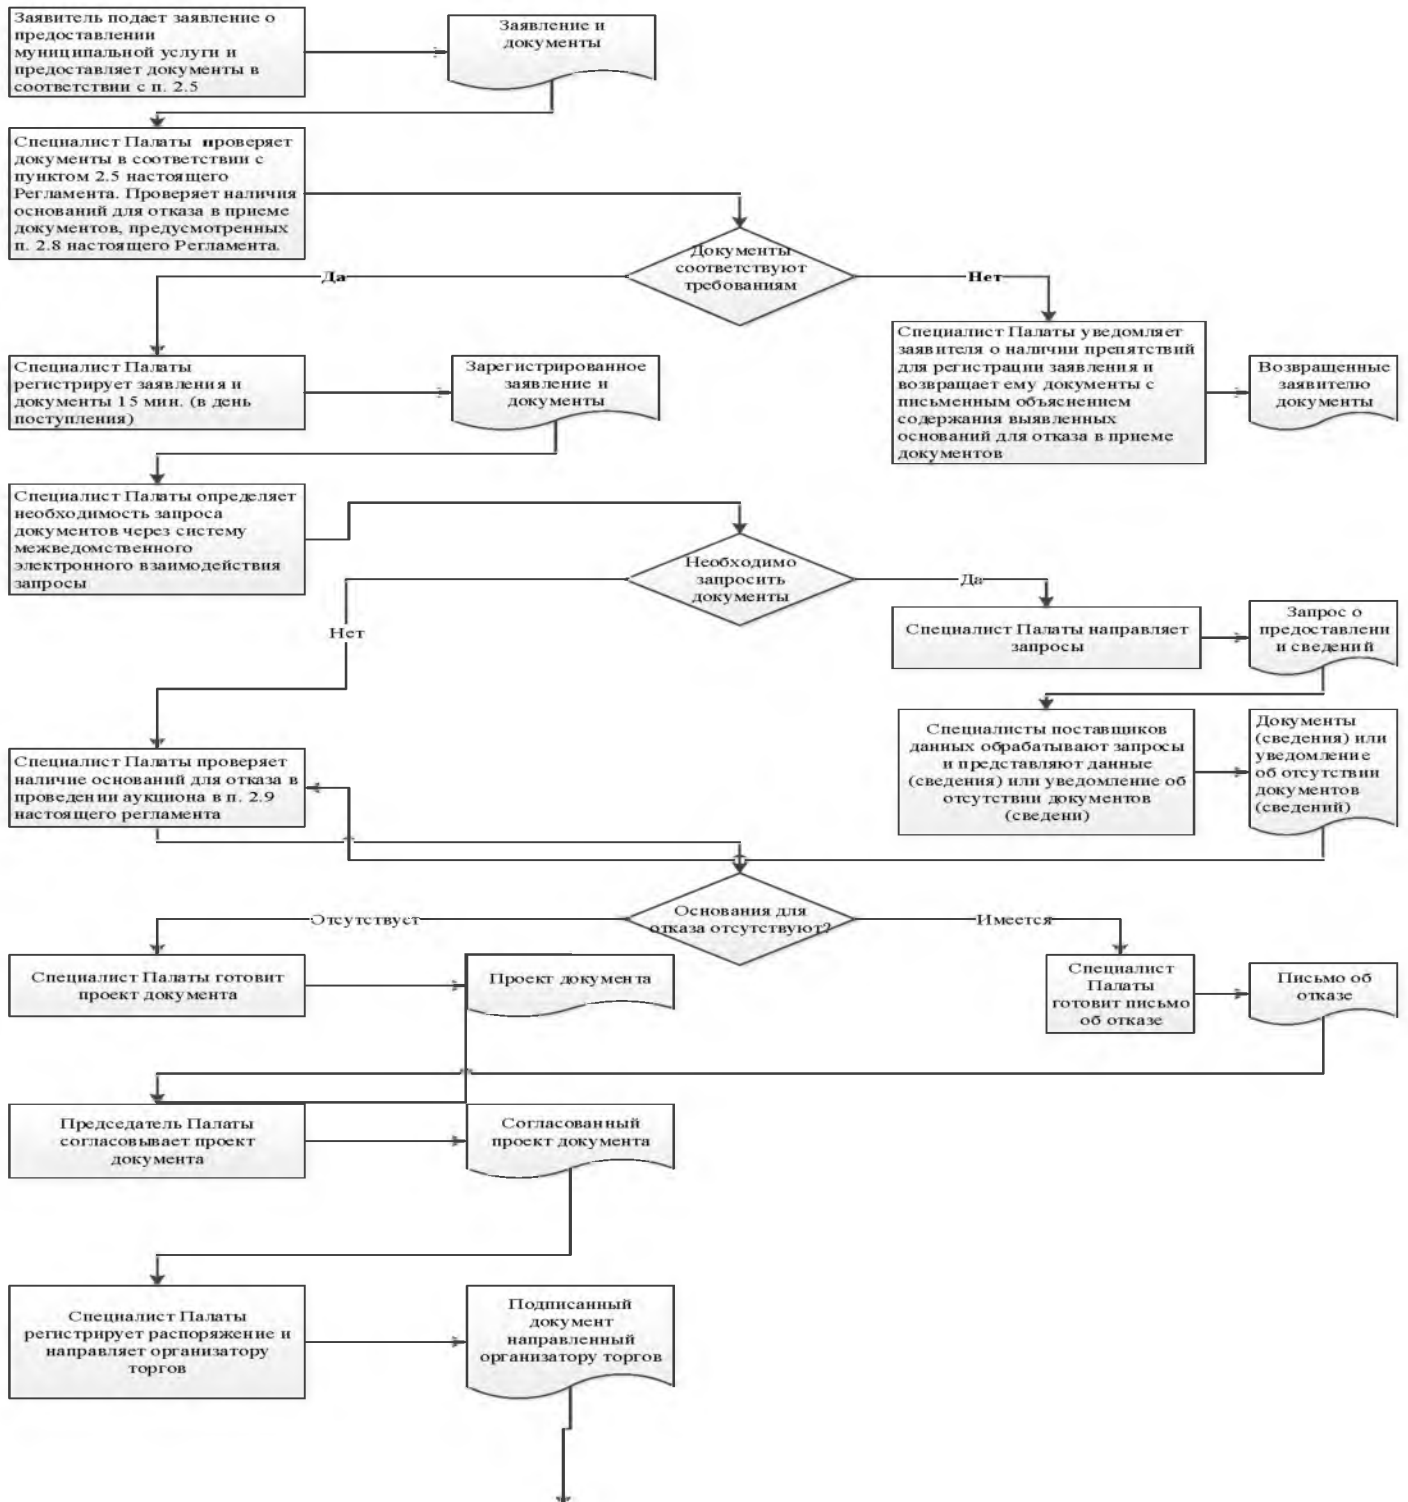 Заявитель подает заявление о
предоставлении
муниципальной услуги и
предоставляет документы в
соответствии с п. 2.5
Заявление и
документы
Специалист Палаты проверяет
документы в соответствии с
пунктом 2.5 настоящего
Регламента. Проверяет наличия
оснований для отказа в приеме
документов, предусмотренных
п. 2.8 настоящего Регламента.
Документы
соответствуют
требованиям
Да
Нет
Специалист Палаты
регистрирует заявления и
документы 15 мин. (в день
поступления)
Зарегистрированное
заявление и
документы
Специалист Палаты уведомляет
заявителя о наличии препятствий
для регистрации заявления и
возвращает ему документы с
письменным объяснением
содержания выявленных
оснований для отказа в приеме
документов
Возвращенные
заявителю
документы
Специалист Палаты определяет
необходимость запроса
документов через систему
межведомственного
электронного взаимодействия
запросы
Необходимо
запросить
документы
Да
Нет
Специалист Палаты направляет
запросы
Запрос о
предоставлени
и сведений
Специалисты поставщиков
данных обрабатывают запросы
и представляют данные
(сведения) или уведомление об
отсутствии документов
(сведени)
Документы
(сведения) или
уведомление
об отсутствии
документов
(сведений)
Специалист Палаты проверяет
наличие оснований для отказа в
проведении аукциона в п. 2.9
настоящего регламента
Основания для
отказа отсутствуют?
Отсутствует
Имеется
Специалист Палаты готовит
проект документа
Проект документа
Специалист
Палаты
готовит письмо
об отказе
Письмо об
отказе
Председатель Палаты
согласовывает проект
документа
Согласованный
проект документа
Специалист Палаты
регистрирует распоряжение и
направляет организатору
торгов
Подписанный
документ
направленный
организатору торгов